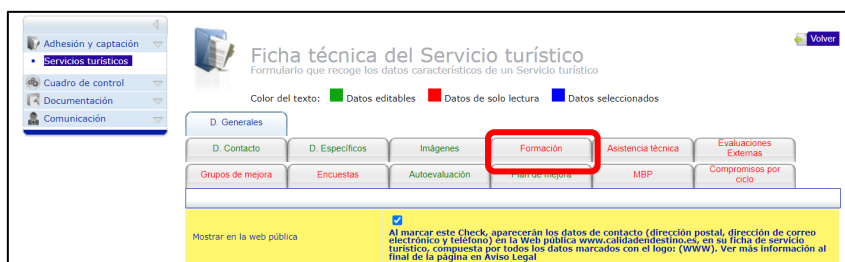 Adhesión y captación
Servicios turísticos
Cuadro de control
Documentación
Comunicación
Volver
Ficha técnica del Servicio turístico
Formulario que recoge los datos característicos de un Servicio turístico
Color del texto: Datos editables Datos de solo lectura Datos seleccionados
D. Generales
D. Contacto D. Específicos Imágenes Formación Asistencia técnica Evaluaciones Externas
Grupos de mejora Encuestas Autoevaluación Plan de mejora MBP Compromisos por ciclo
Mostrar en la web pública
Al marcar este Check, aparecerán los datos de contacto (dirección postal, dirección de correo
electrónico y teléfono) en la Web pública www.calidadendestino.es, en su ficha de servicio
turístico, compuesta por todos los datos marcados con el logo: (WWW). Ver más información al
final de la página en Aviso Legal